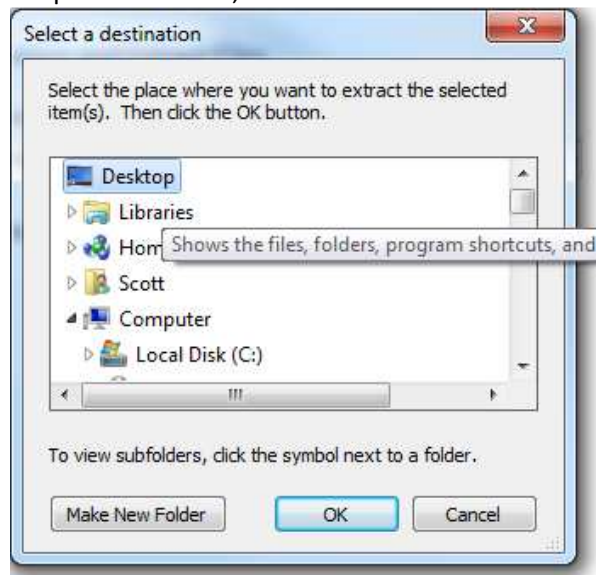 Select a destination
Select the place where you want to extract the selected
item(s). Then click the OK button.
Desktop
Libraries
Hom
Shows the files, folders, program shortcuts, and
Scott
Computer
Local Disk (C:)
To view subfolders, click the symbol next to a folder.
Make New Folder
OK
Cancel